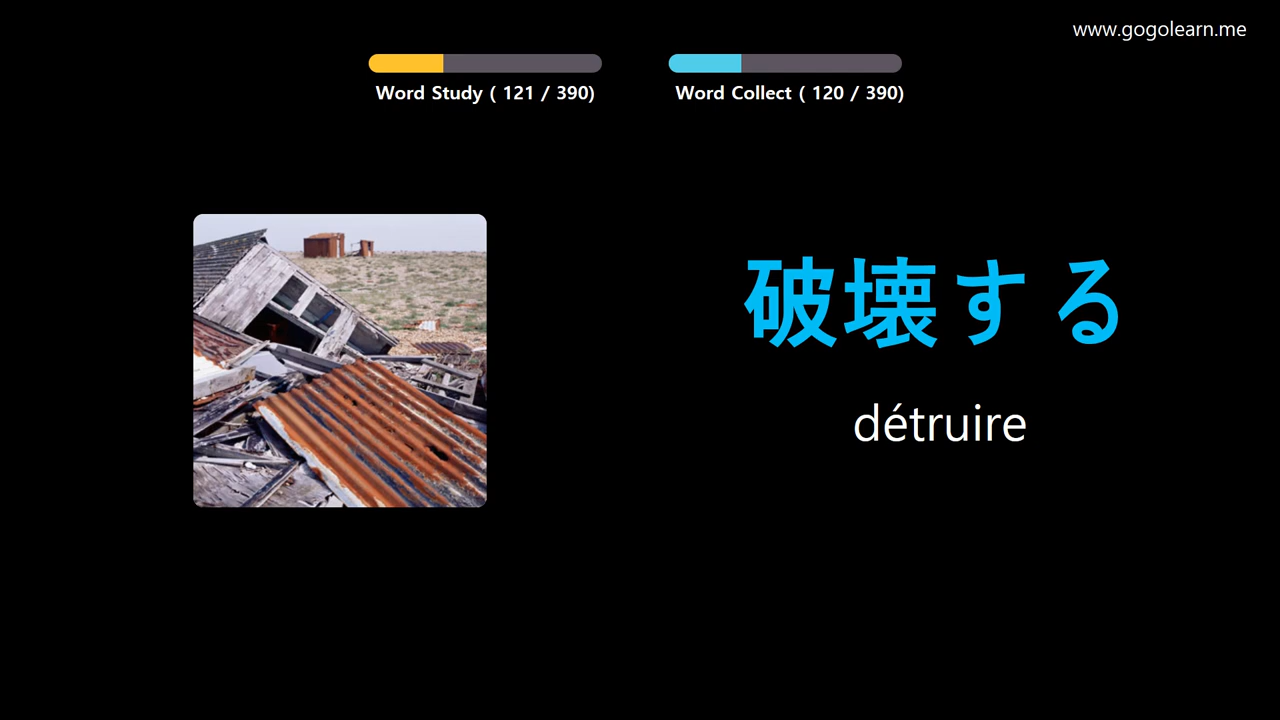 www.gogolearn.me
Word Study ( 121 / 390)
Word Collect ( 120 / 390)
破壊する
détruire